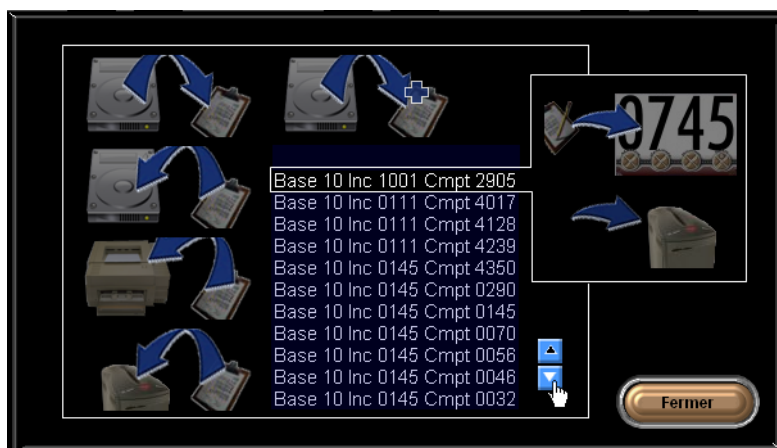 0745
Base 10 Inc 1001 Cmpt 2905
Base 10 Inc 0111 Cmpt 4017
Base 10 Inc 0111 Cmpt 4128
Base 10 Inc 0111 Cmpt 4239
Base 10 Inc 0145 Cmpt 4350
Base 10 Inc 0145 Cmpt 0290
Base 10 Inc 0145 Cmpt 0145
Base 10 Inc 0145 Cmpt 0070
Base 10 Inc 0145 Cmpt 0056
Base 10 Inc 0145 Cmpt 0046
Base 10 Inc 0145 Cmpt 0032
Fermer